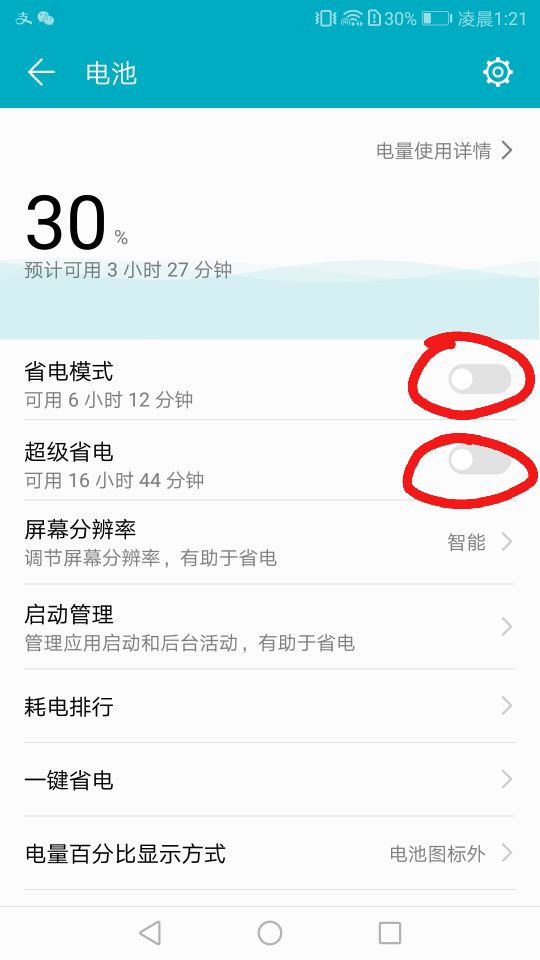 支 30% 凌晨1:21
电池
电量使用详情
30 %
预计可用 3 小时 27 分钟
省电模式
可用 6 小时 12 分钟
超级省电
可用 16 小时 44 分钟
屏幕分辨率
智能
调节屏幕分辨率，有助于省电
启动管理
管理应用启动和后台活动，有助于省电
耗电排行
一键省电
电量百分比显示方式
电池图标外